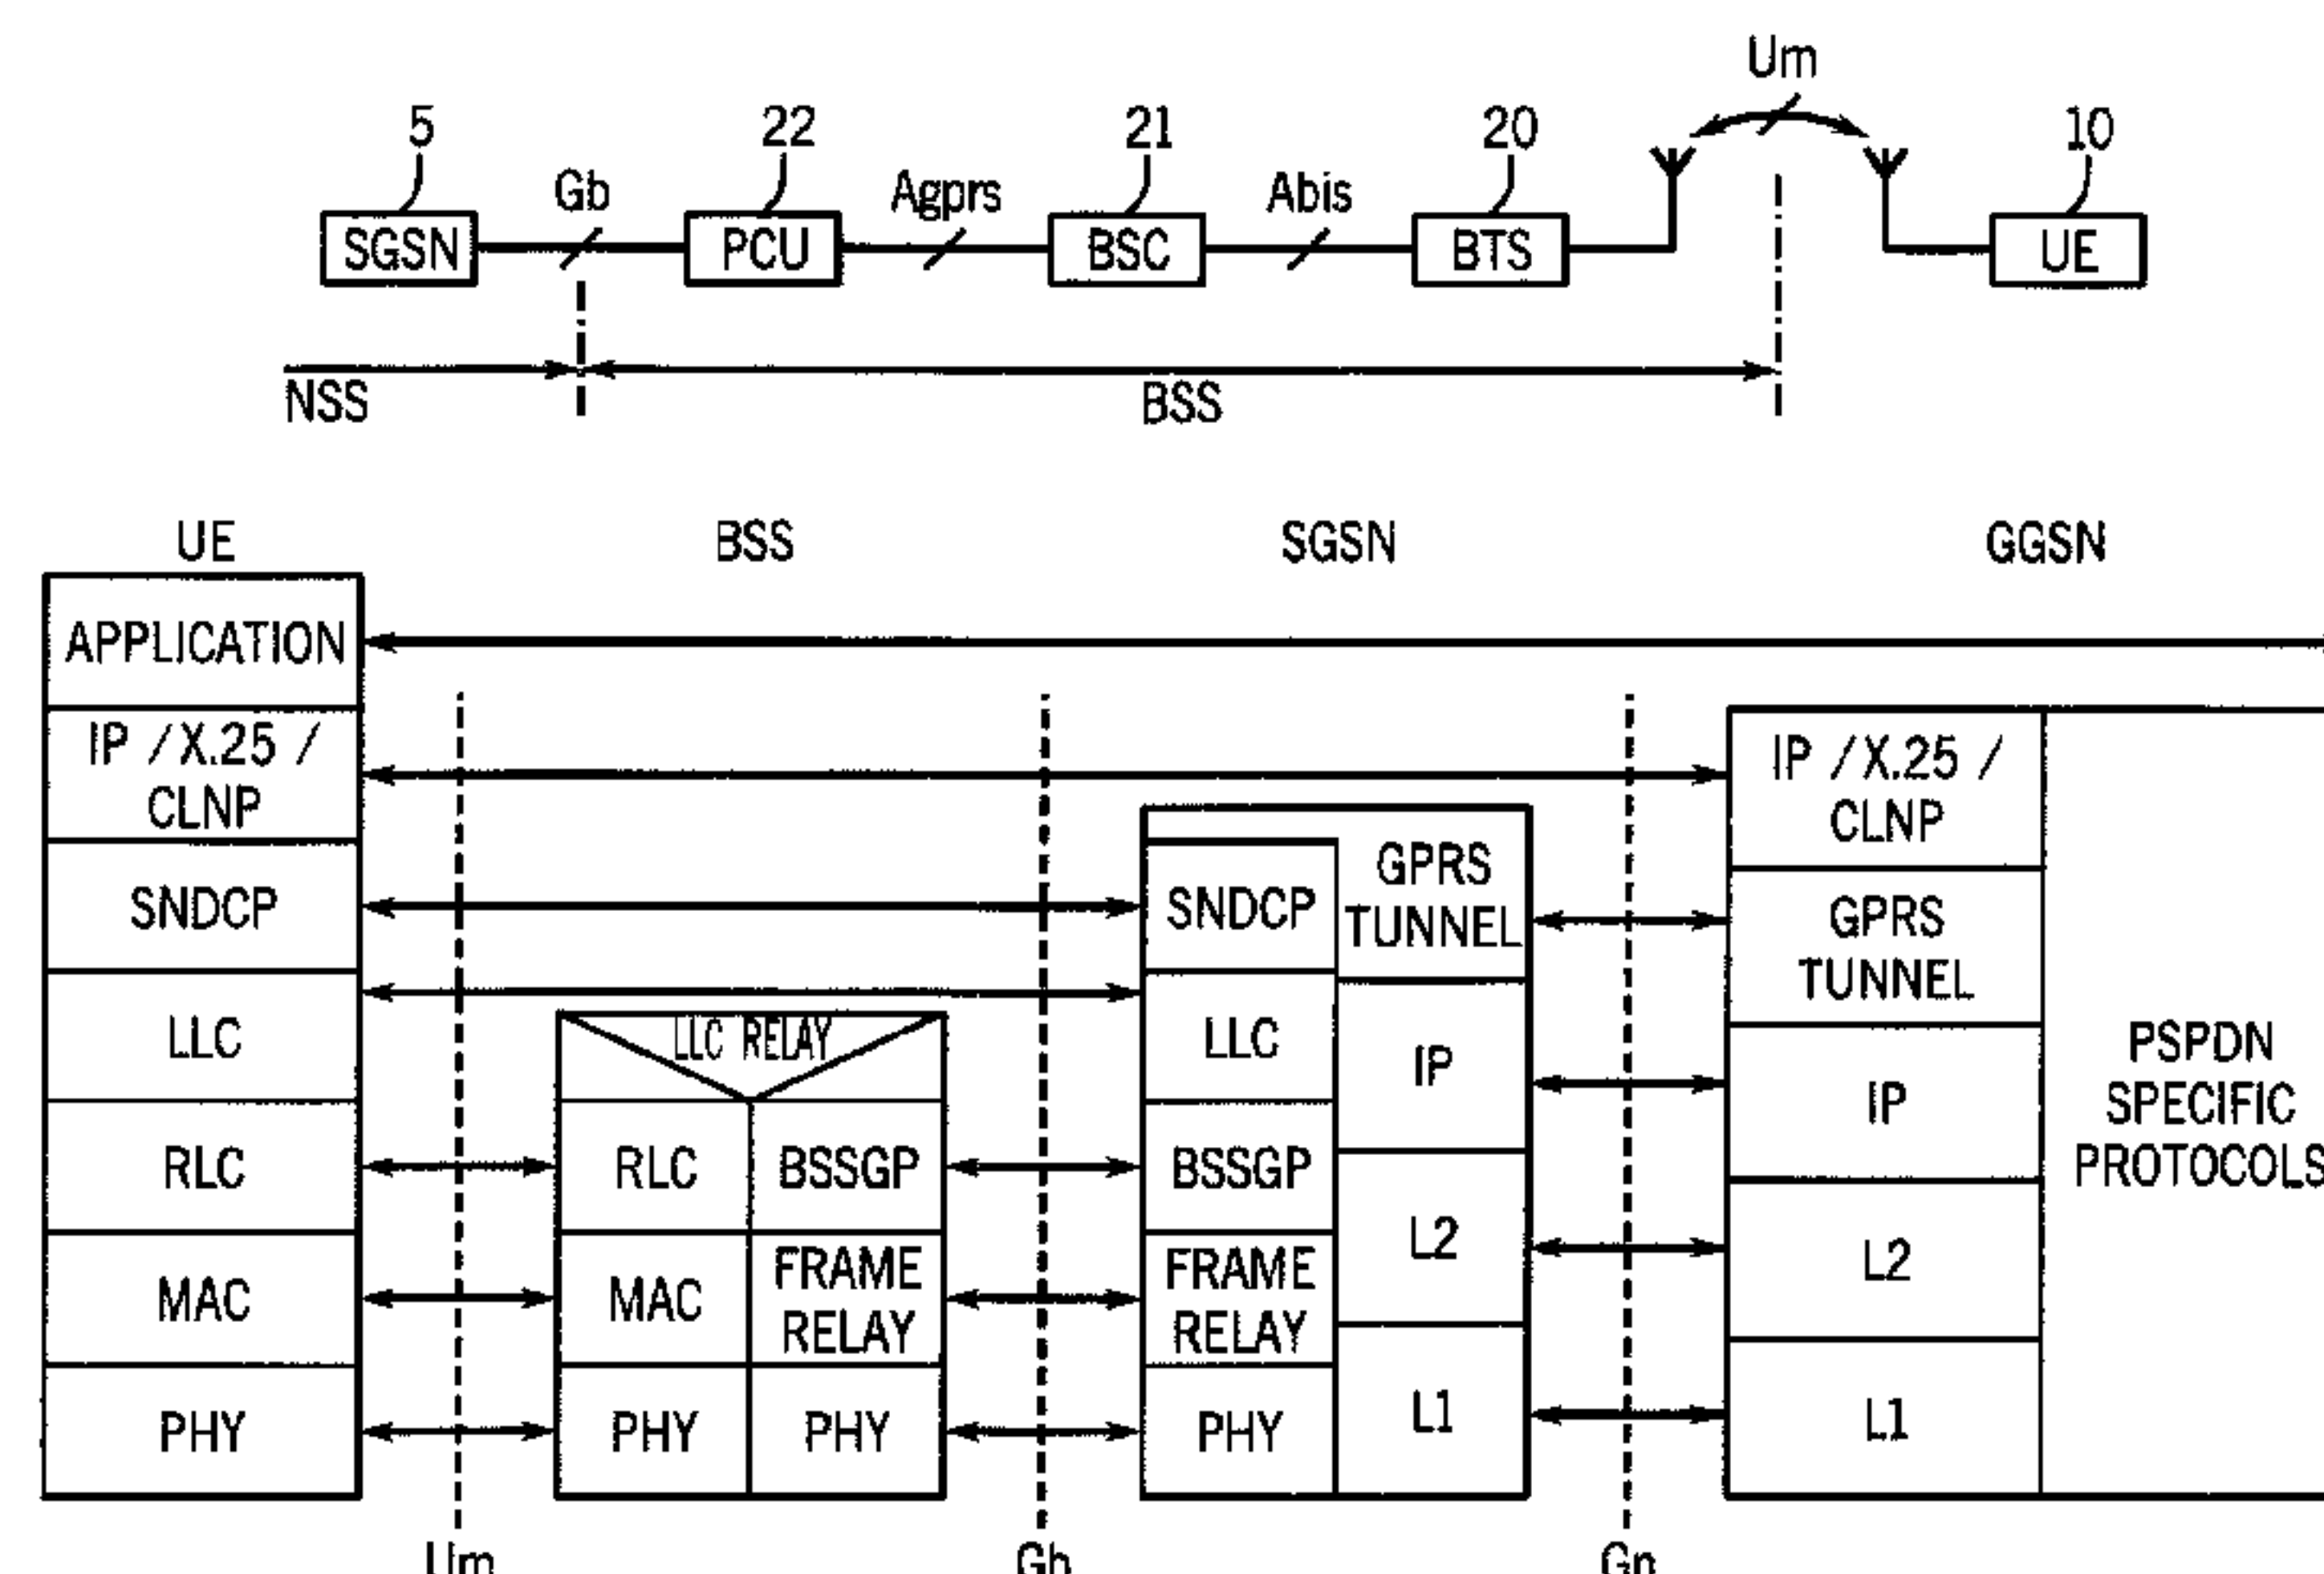 Um
5
22
21
20
10
Gb
Agprs
Abis
SGSN
PCU
BSC
BTS
UE
NSS
BSS
UE
BSS
SGSN
GGSN
APPLICATION
IP / X.25 /
CLNP
SNDCP
LLC
RLC
MAC
PHY
LLC RELAY
RLC
BSSGP
MAC
FRAME
RELAY
PHY
PHY
SNDCP
LLC
BSSGP
FRAME
RELAY
PHY
GPRS
TUNNEL
IP
L2
L1
IP / X.25 /
CLNP
GPRS
TUNNEL
IP
L2
L1
PSPDN
SPECIFIC
PROTOCOLS
Um
Gb
Gn